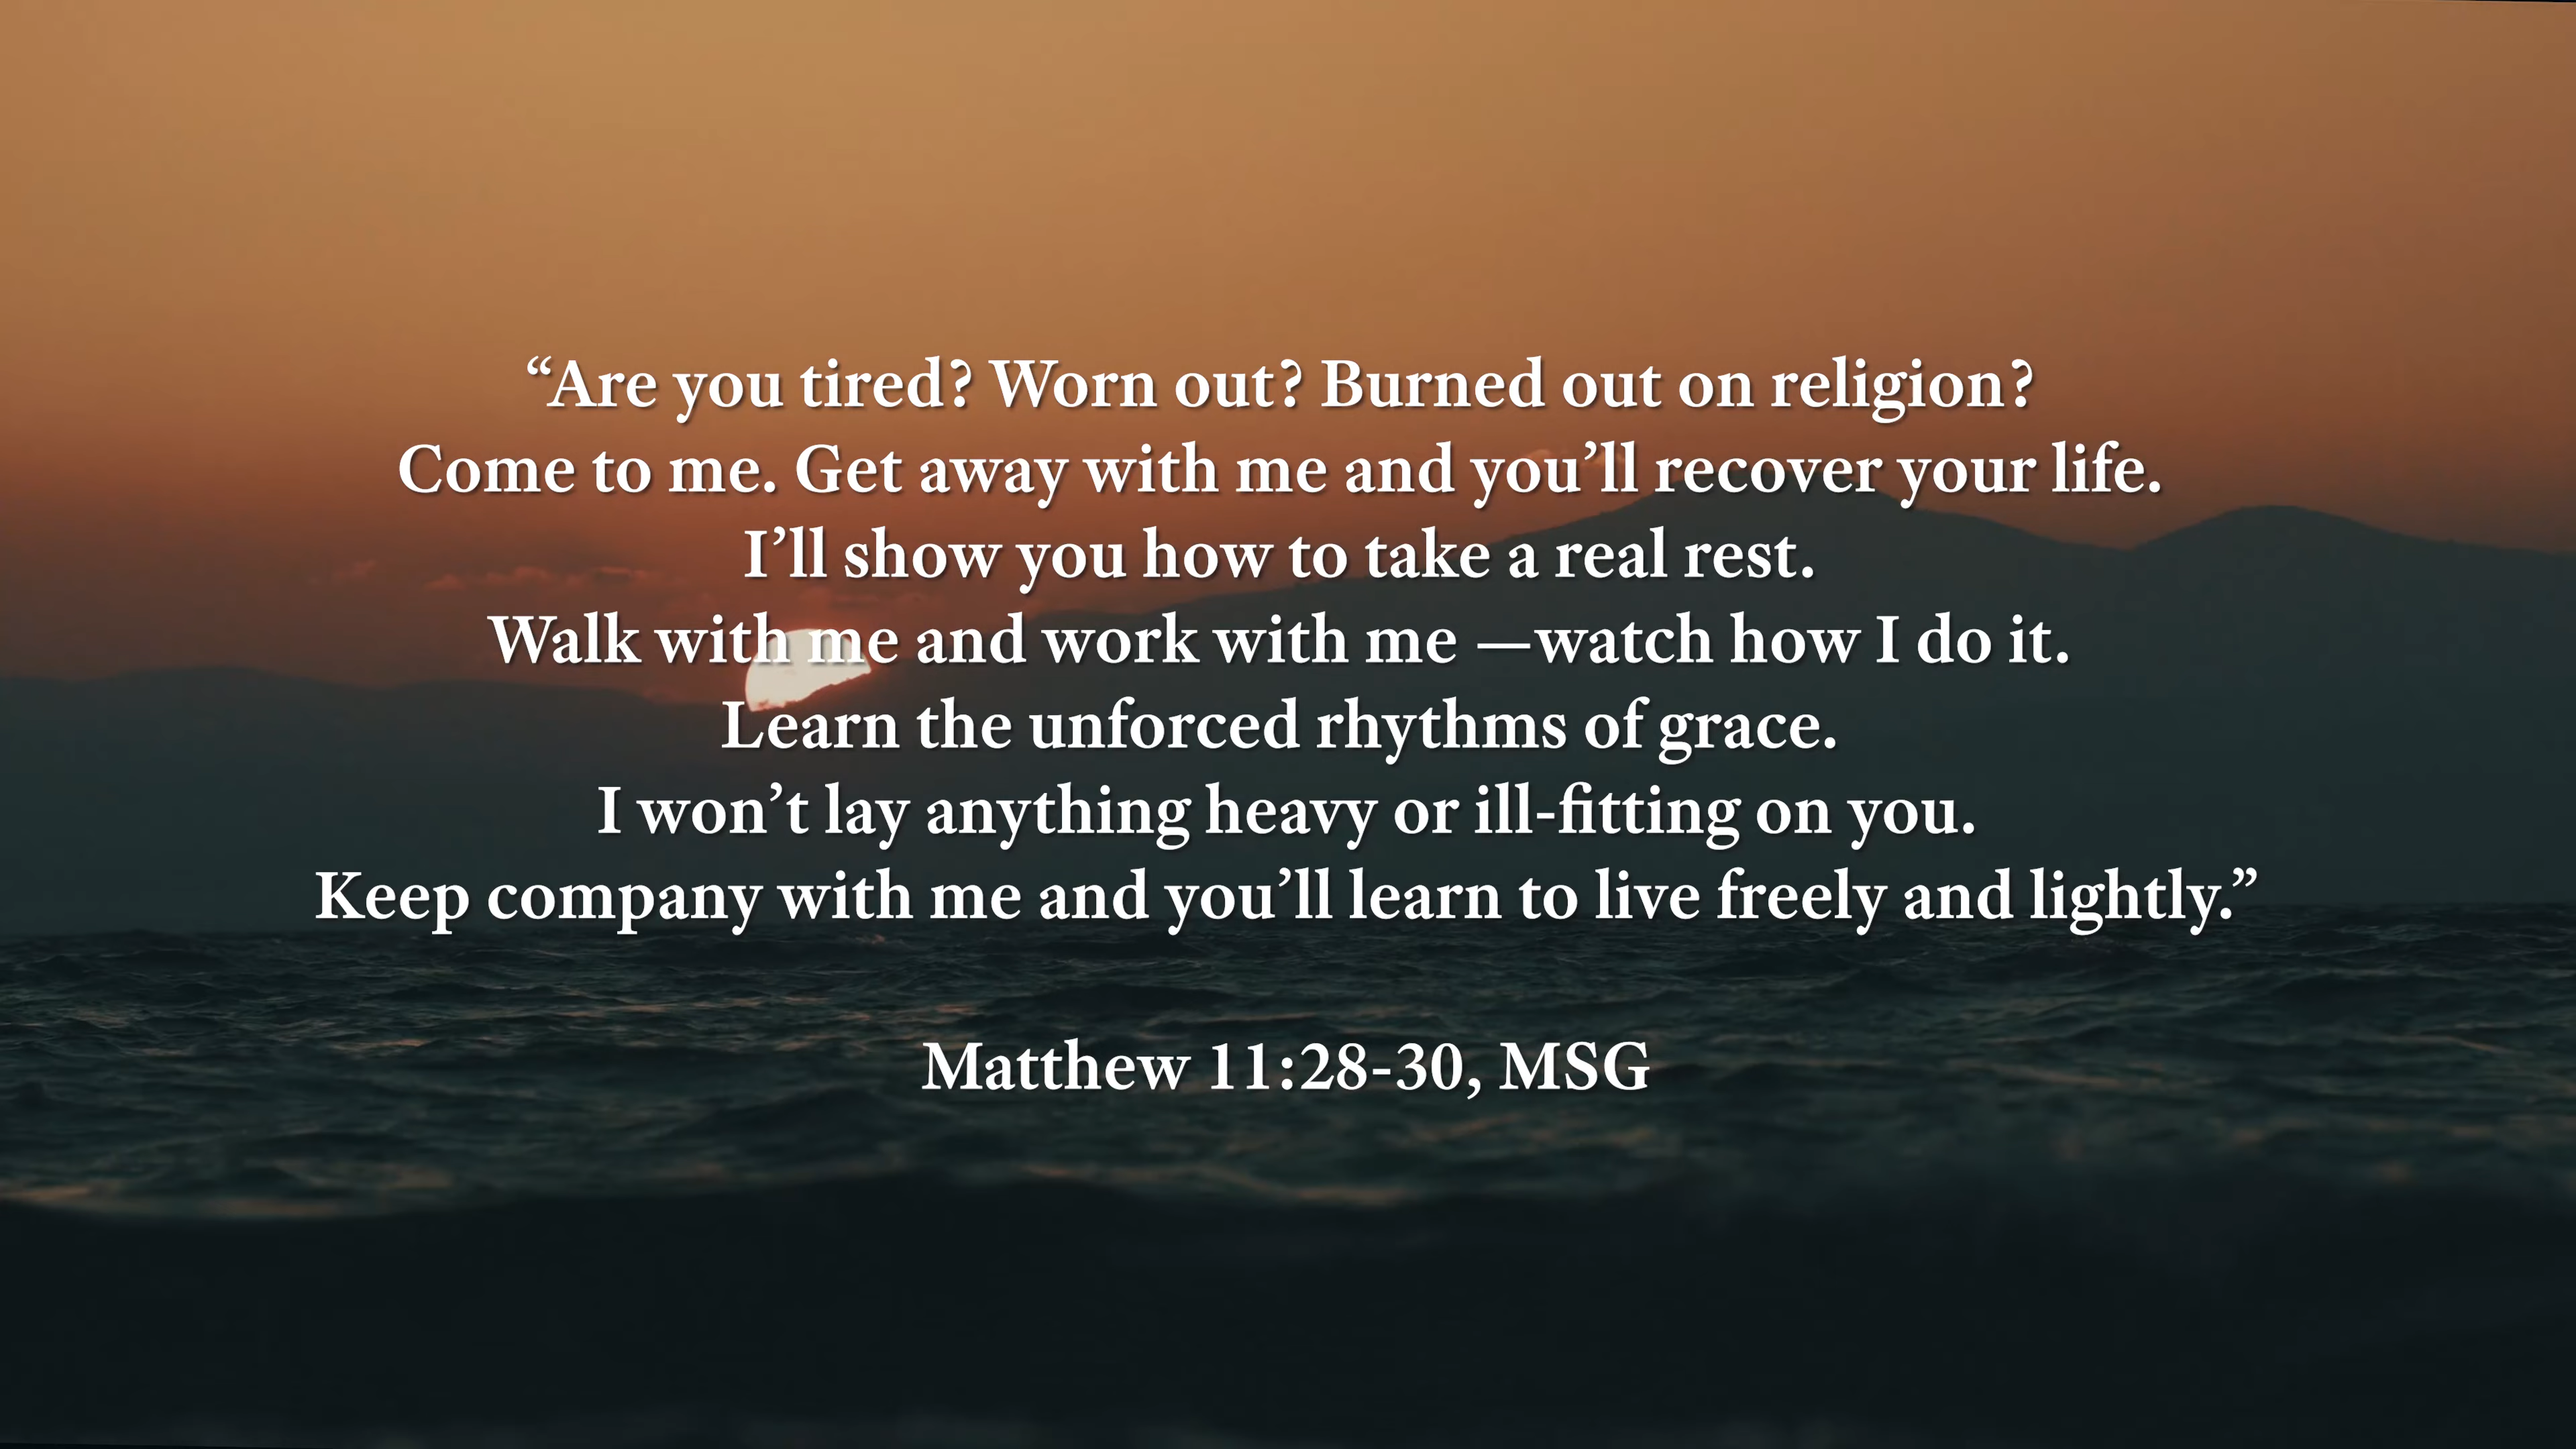 “Are you tired? Worn out? Burned out on religion?
Come to me. Get away with me and you’ll recover your life.
I’ll show you how to take a real rest.
Walk with me and work with me —watch how I do it.
Learn the unforced rhythms of grace.
I won’t lay anything heavy or ill-fitting on you.
Keep company with me and you’ll learn to live freely and lightly.”
Matthew 11:28-30, MSG